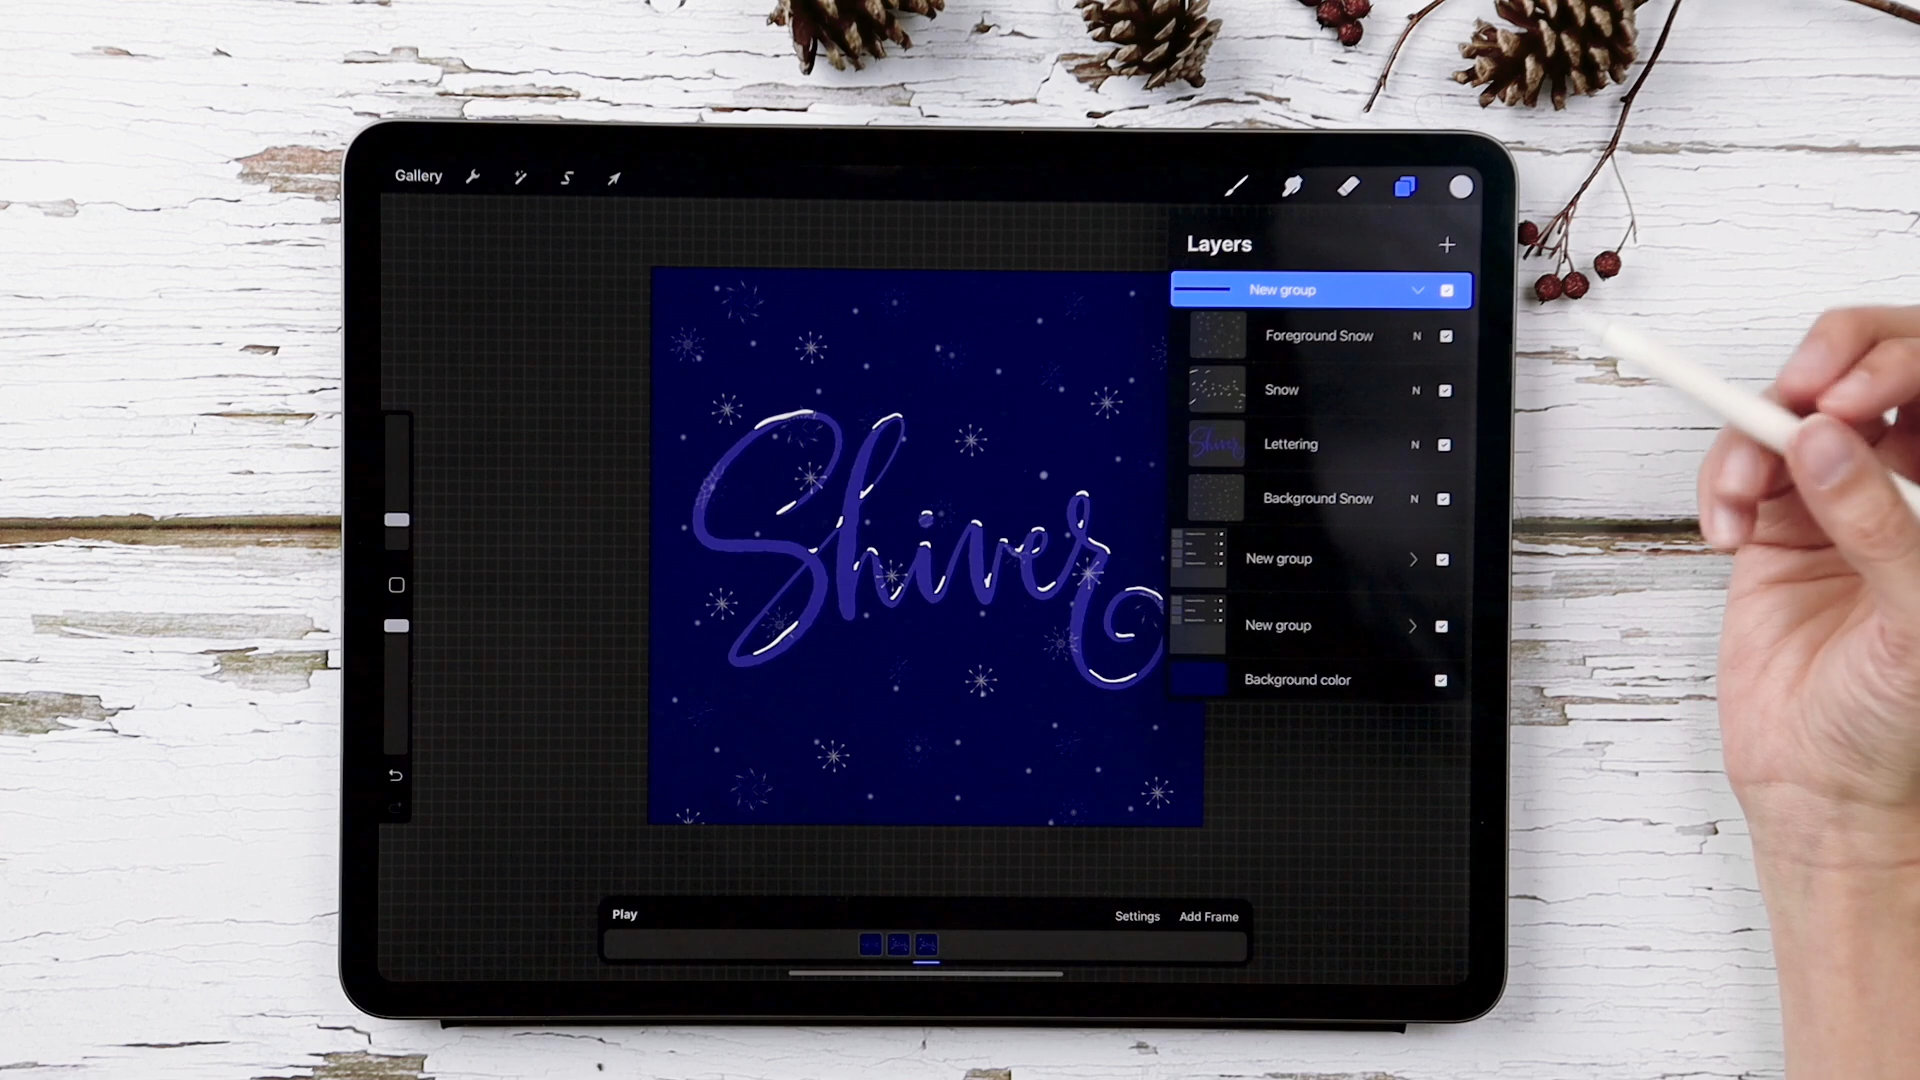 Gallery
Layers
New group
Foreground Snow N
Snow N
Lettering N
Background Snow N
New group
New group
Background color
Shiver
Play
Settings Add Frame